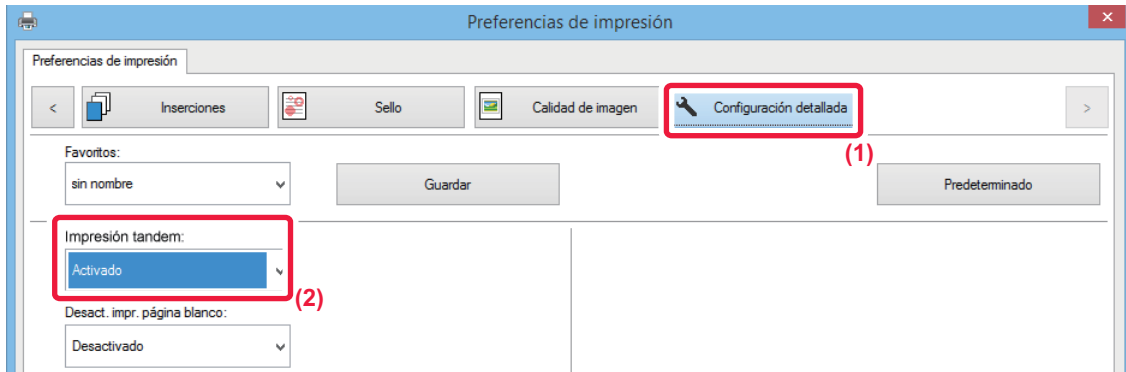 Preferencias de impresión
×
Preferencias de impresión
< Inserciones Sello Calidad de imagen Configuración detallada >
(1)
Favoritos:
sin nombre Guardar Predeterminado
Impresión tandem:
Activado
(2)
Desact. impr. página blanco:
Desactivado